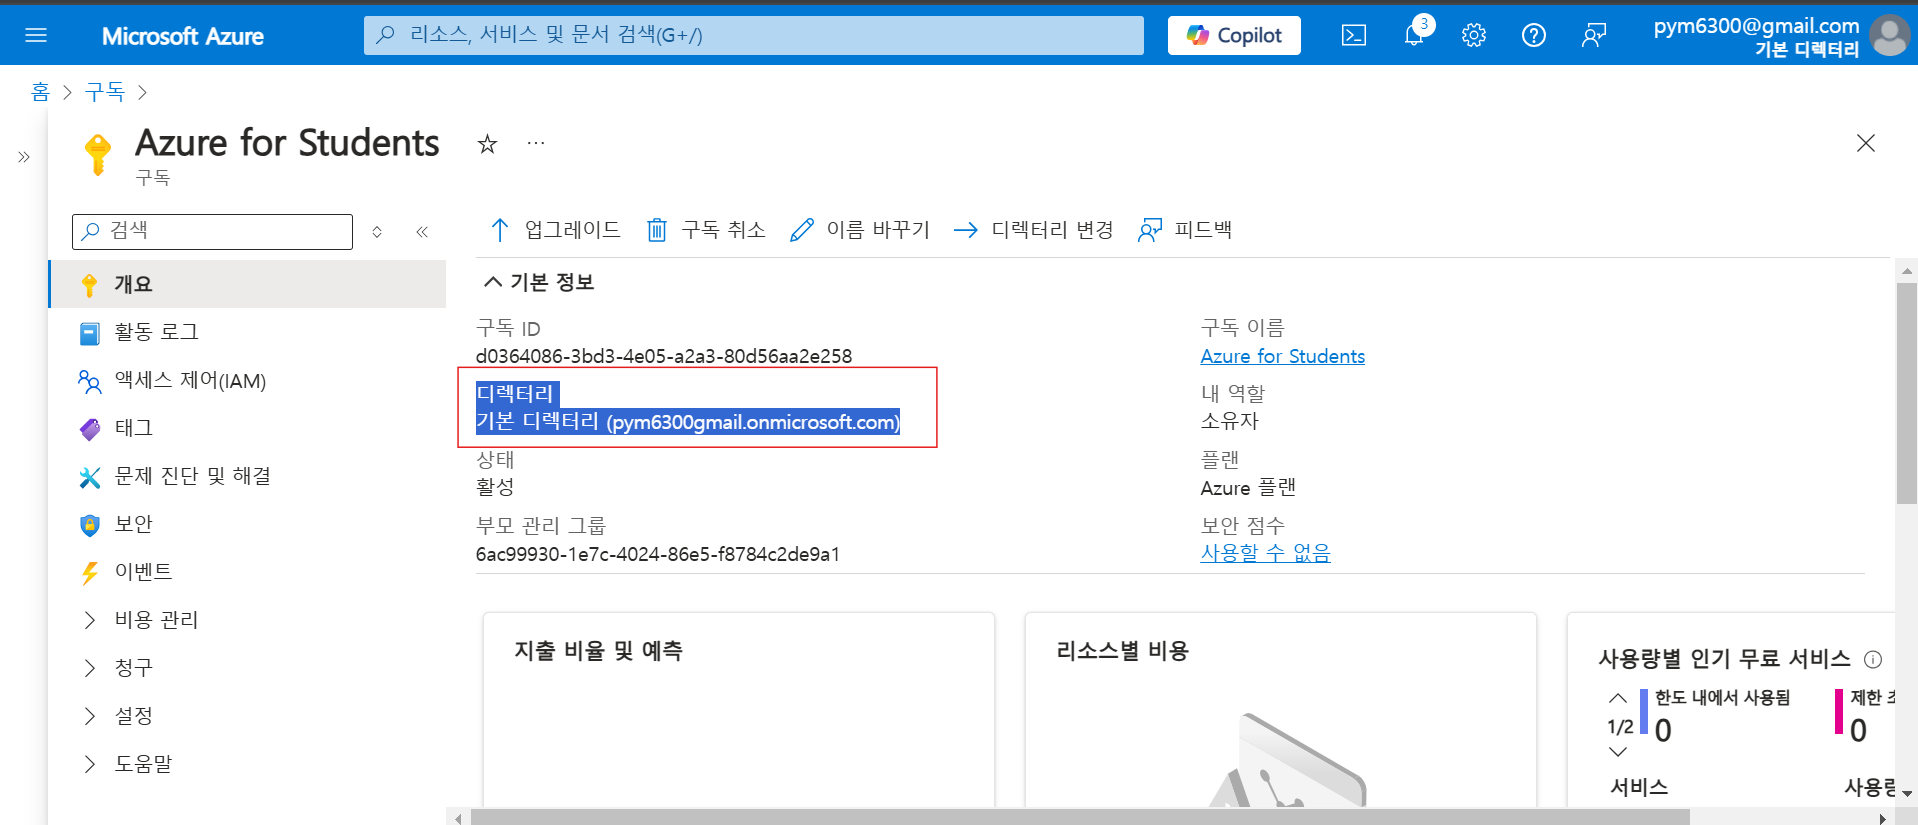 Microsoft Azure
리소스, 서비스 및 문서 검색(G+/)
Copilot
3
pym6300@gmail.com
기본 디렉터리
홈 > 구독 >
Azure for Students
구독
검색
업그레이드
구독 취소
이름 바꾸기
디렉터리 변경
피드백
개요
활동 로그
액세스 제어(IAM)
태그
문제 진단 및 해결
보안
이벤트
비용 관리
청구
설정
도움말
기본 정보
구독 ID
d0364086-3bd3-4e05-a2a3-80d56aa2e258
디렉터리
기본 디렉터리 (pym6300gmail.onmicrosoft.com)
상태
활성
부모 관리 그룹
6ac99930-1e7c-4024-86e5-f8784c2de9a1
구독 이름
Azure for Students
내 역할
소유자
플랜
Azure 플랜
보안 점수
사용할 수 없음
지출 비율 및 예측
리소스별 비용
사용량별 인기 무료 서비스
1/2
한도 내에서 사용됨
0
제한 초
0
서비스
사용량